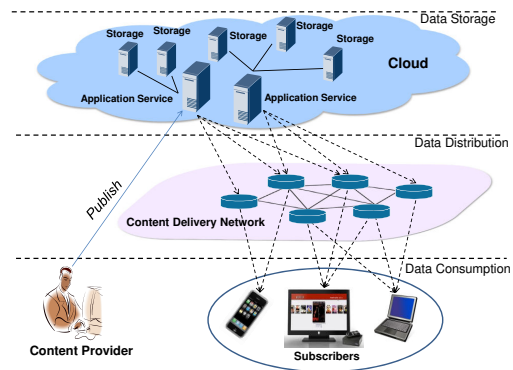 Data Storage
Storage
Storage
Storage
Storage
Storage
Cloud
Application Service
Application Service
Data Distribution
Publish
Content Delivery Network
Data Consumption
Content Provider
Subscribers